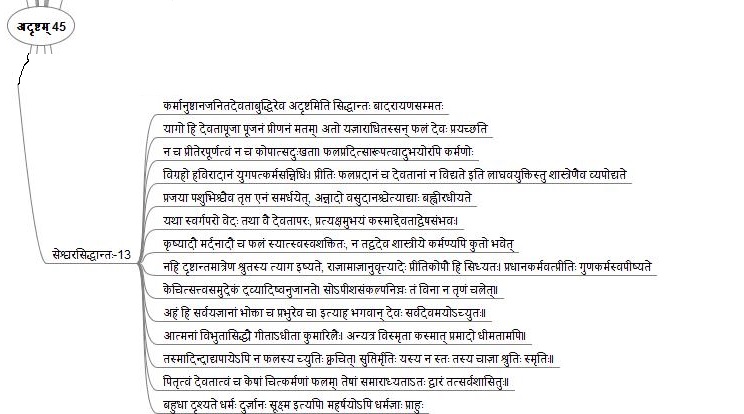 अदृष्टम् 45
सेश्वरसिद्धान्तः-13
कर्मानुष्ठानजनितदेवताबुद्धिरेव अदृष्टमिति सिद्धान्तः बादरायणसम्मतः
यागो हि देवतापूजा पूजनं प्रीणनं मतम्। अतो यज्ञाराधितस्सन् फलं देवः प्रयच्छति
न च प्रीतेरपूर्णत्वं न च कोपात्सदुःखता। फलप्रदित्सारूपत्वादुभयोरपि कर्मणोः
विग्रहो हविरादानं युगपत्कर्मसन्निधिः। प्रीतिः फलप्रदानं च देवतानां न विद्यते इति लाघवयुक्तिस्तु शास्त्रेणैव व्यपोद्यते
प्रजया पशुभिश्चैव तृप्त एनं समर्धयेत्, अन्नादो वसुदानश्चेत्याद्याः बह्वीरधीयते
यथा स्वर्गपरो वेदः तथा वै देवतापरः, प्रत्यक्षमुभयं कस्माद्देवताद्वेषसंभवः।
कृष्यादौ मर्दनादौ च फलं स्यात्स्वस्वशक्तितः, न तद्वदेव शास्त्रीये कर्मण्यपि कुतो भवेत्
नहि दृष्टान्तमात्रेण श्रुतस्य त्याग इष्यते, राज्ञामाज्ञानुवृत्त्यादेः प्रीतिकोपौ हि सिध्यतः। प्रधानकर्मवत्प्रीतिः गुणकर्मस्वपीष्यते
केचित्सत्त्वसमुद्रेकं द्रव्यादिष्वनुजानते। सोऽपीशसंकल्पनिघ्नः तं विना न तृणं चलेत्॥
अहं हि सर्वयज्ञानां भोक्ता च प्रभुरेव चा इत्याह भगवान् देवः सर्वदेवमयोऽच्युतः॥
आत्मनां विभुतासिद्धौ गीताऽधीता कुमारिलैः। अन्यत्र विस्मृता कस्मात् प्रमादो धीमतामपि॥
तस्मादिन्द्राद्यपायेऽपि न फलस्य च्युतिः क्वचित्। सुप्तिर्मृतिः यस्य न स्तः तस्य चाज्ञा श्रुतिः स्मृतिः॥
पितृत्वं देवतात्वं च केषां चित्कर्मणां फलम्। तेषां समाराध्यताऽतः द्वारं तत्सर्वशासितुः॥
बहुधा दृश्यते धर्मः दुर्ज्ञानः सूक्ष्म इत्यपि। महर्षयोऽपि धर्मज्ञाः प्राहुः